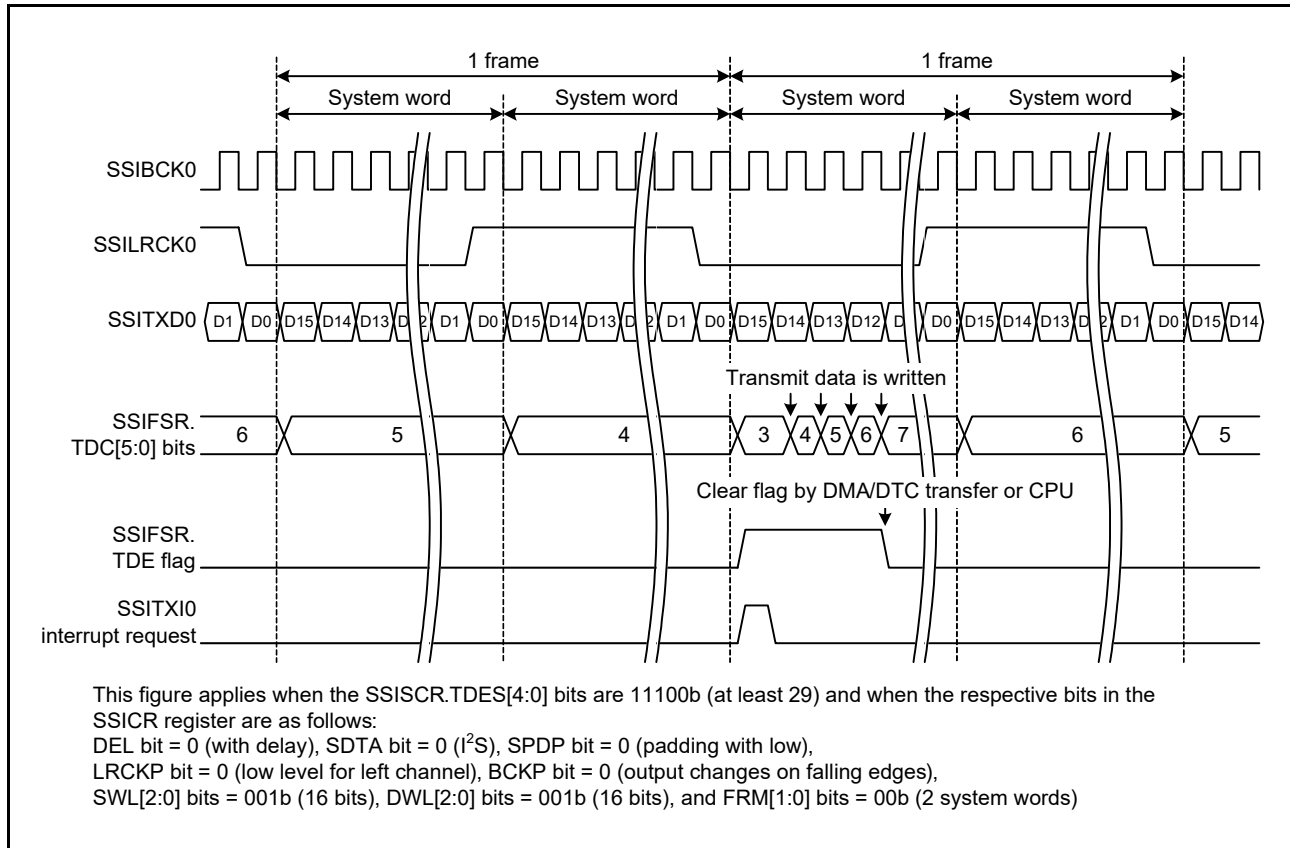 1 frame 1 frame
System word System word System word System word
SSIBCK0
SSILRCK0
SSITXD0 D1 D0 D15 D14 D13 D1 D0 D15 D14 D13 D1 D0 D15 D14 D13 D12 D0 D15 D14 D13 D1 D0 D15 D14
Transmit data is written
SSIFSR.
TDC[5:0] bits 6 5 4 3 4 5 6 7 6 5
Clear flag by DMA/DTC transfer or CPU
SSIFSR.
TDE flag
SSITXI0
interrupt request
This figure applies when the SSISCR.TDES[4:0] bits are 11100b (at least 29) and when the respective bits in the
SSICR register are as follows:
DEL bit = 0 (with delay), SDTA bit = 0 (I²S), SPDP bit = 0 (padding with low),
LRCKP bit = 0 (low level for left channel), BCKP bit = 0 (output changes on falling edges),
SWL[2:0] bits = 001b (16 bits), DWL[2:0] bits = 001b (16 bits), and FRM[1:0] bits = 00b (2 system words)